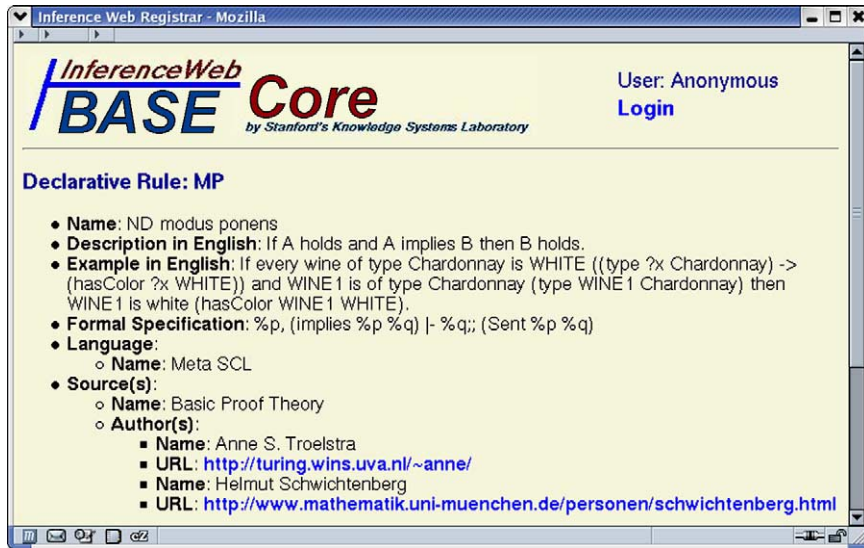 Inference Web Registrar - Mozilla
InferenceWeb
BASE Core
by Stanford's Knowledge Systems Laboratory
User: Anonymous
Login
Declarative Rule: MP
• Name: ND modus ponens
• Description in English: If A holds and A implies B then B holds.
• Example in English: If every wine of type Chardonnay is WHITE ((type ?x Chardonnay) ->
(hasColor ?x WHITE)) and WINE1 is of type Chardonnay (type WINE1 Chardonnay) then
WINE1 is white (hasColor WINE1 WHITE).
• Formal Specification: %p, (implies %p %q) |- %q;; (Sent %p %q)
• Language:
○ Name: Meta SCL
• Source(s):
○ Name: Basic Proof Theory
○ Author(s):
■ Name: Anne S. Troelstra
■ URL: http://turing.wins.uva.nl/~anne/
■ Name: Helmut Schwichtenberg
■ URL: http://www.mathematik.uni-muenchen.de/personen/schwichtenberg.html